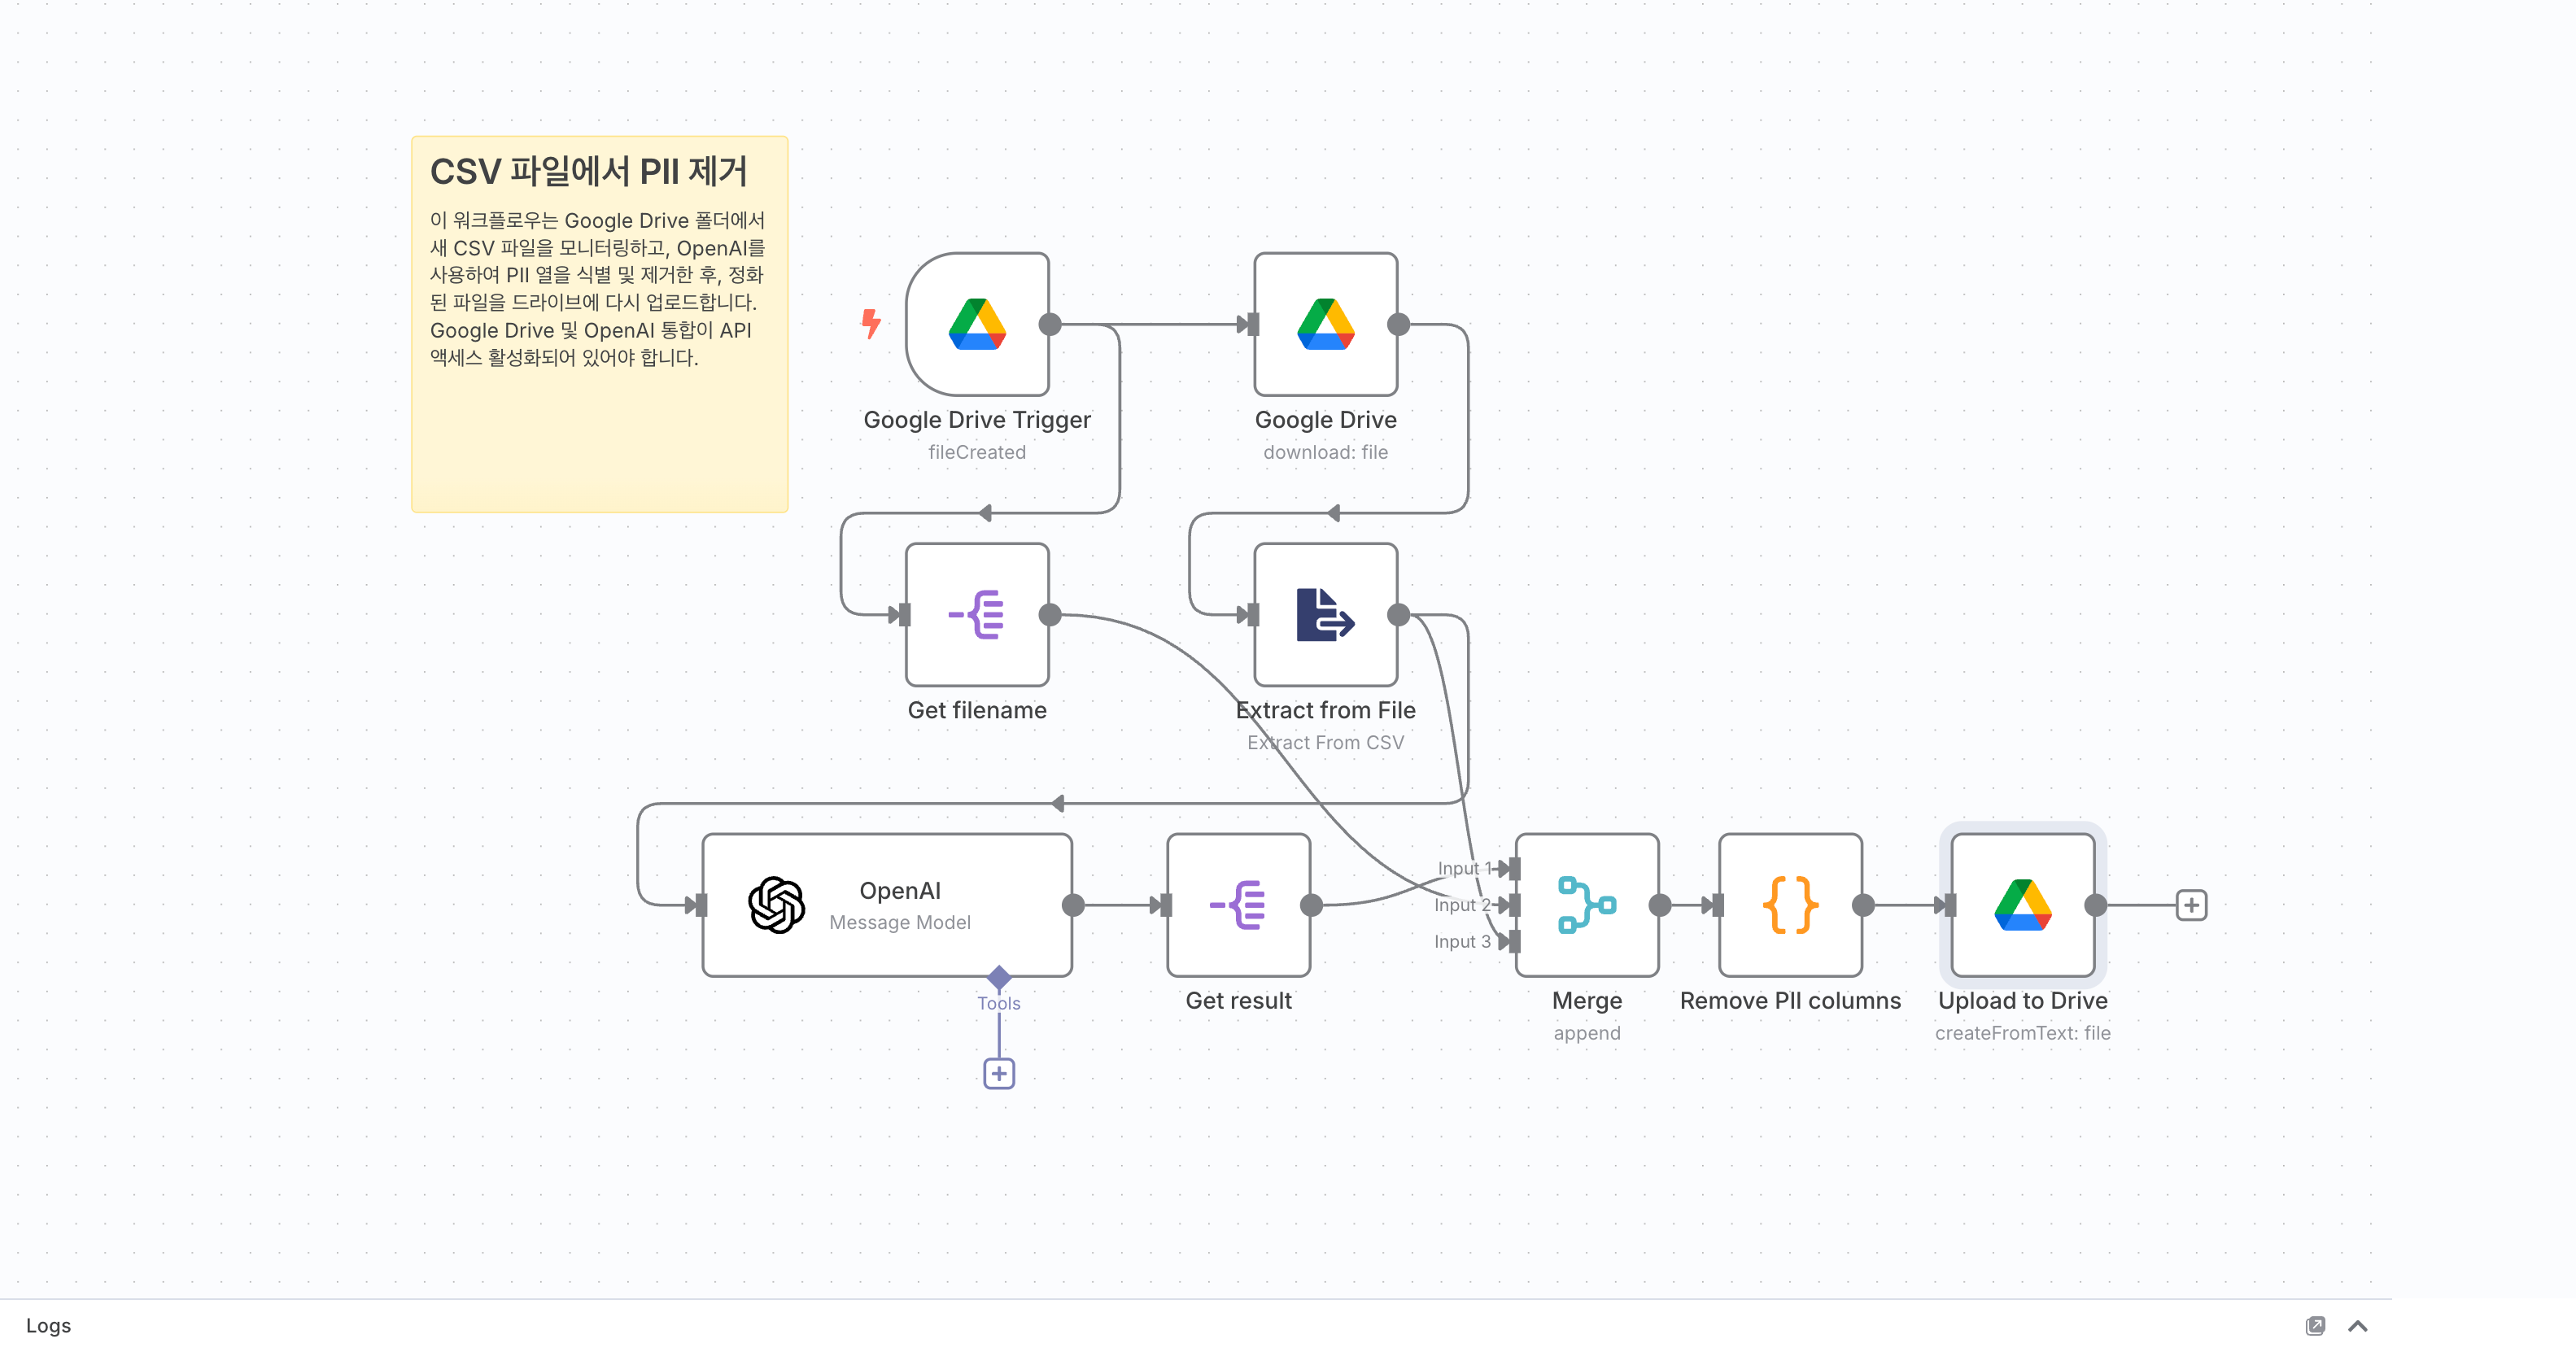 CSV 파일에서 PII 제거
이 워크플로우는 Google Drive 폴더에서
새 CSV 파일을 모니터링하고, OpenAI를
사용하여 PII 열을 식별 및 제거한 후, 정화
된 파일을 드라이브에 다시 업로드합니다.
Google Drive 및 OpenAI 통합이 API
액세스 활성화되어 있어야 합니다.
Google Drive Trigger
fileCreated
Google Drive
download: file
Get filename
Extract from File
Extract From CSV
OpenAI
Message Model
Tools
Get result
Input 1
Input 2
Input 3
Merge
append
Remove PII columns
Upload to Drive
createFromText: file
Logs